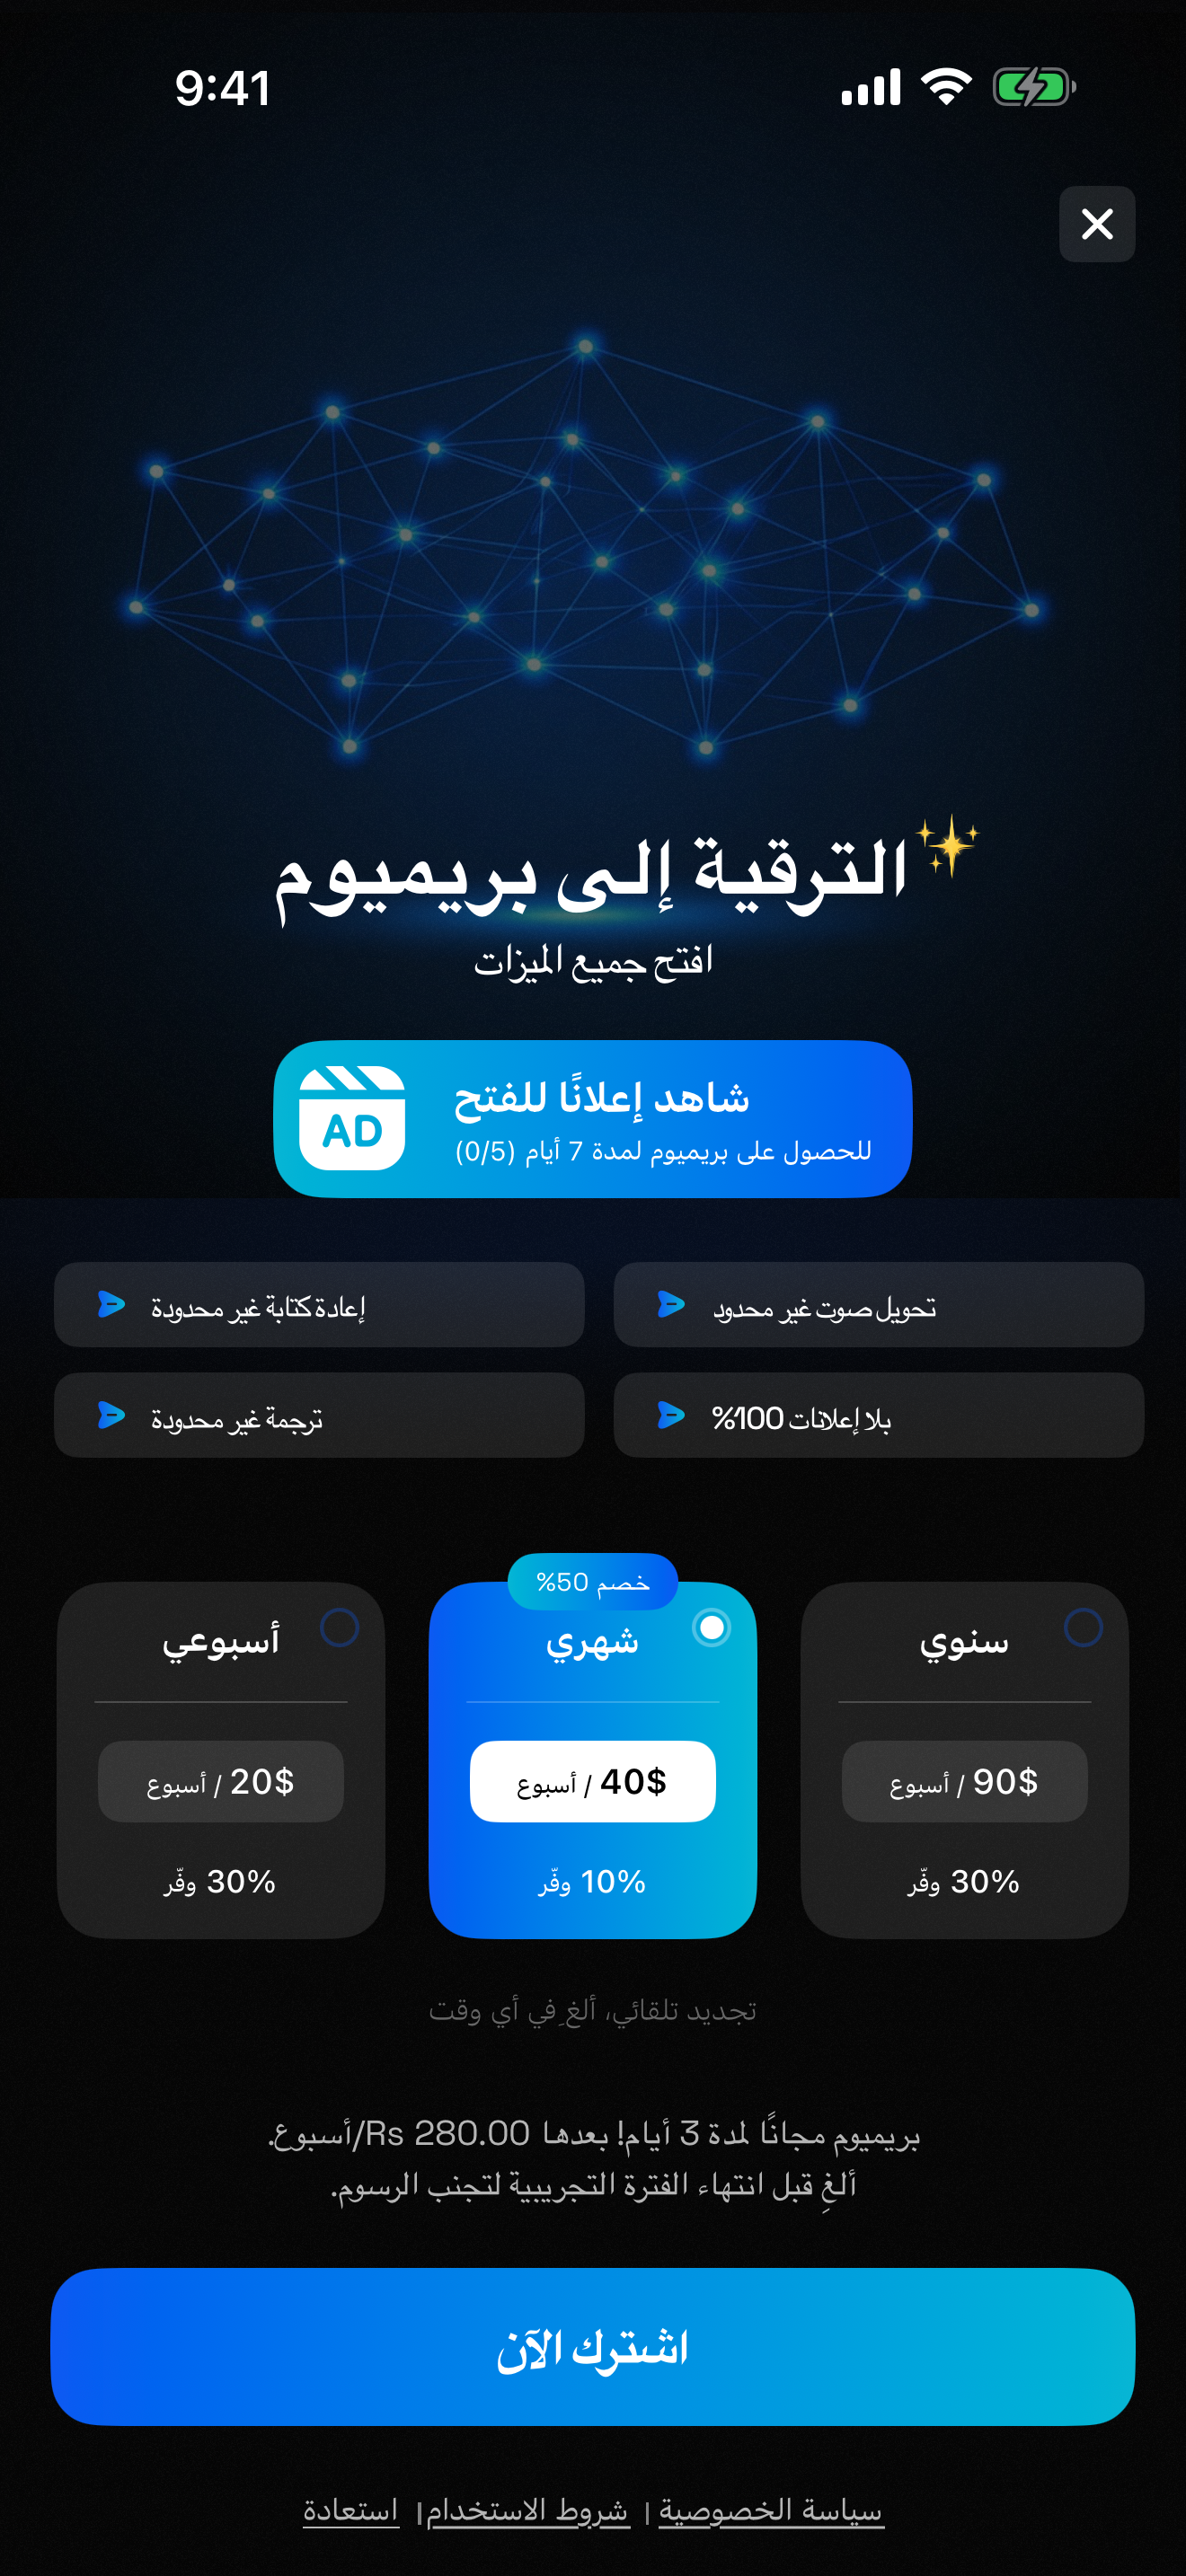 9:41
الترقية إلى بريميوم
افتح جميع الميزات
AD
شاهد إعلانًا للفتح
للحصول على بريميوم لمدة 7 أيام (0/5)
تحويل صوت غير محدود
إعادة كتابة غير محدودة
بلا إعلانات 100%
ترجمة غير محدودة
خصم 50%
سنوي
90$ / أسبوع
30% وفّر
شهري
40$ / أسبوع
10% وفّر
أسبوعي
20$ / أسبوع
30% وفّر
تجديد تلقائي، ألغِ في أي وقت
بريميوم مجانًا لمدة 3 أيام! بعدها Rs 280.00/أسبوع.
ألغِ قبل انتهاء الفترة التجريبية لتجنب الرسوم.
اشترك الآن
سياسة الخصوصية | شروط الاستخدام | استعادة